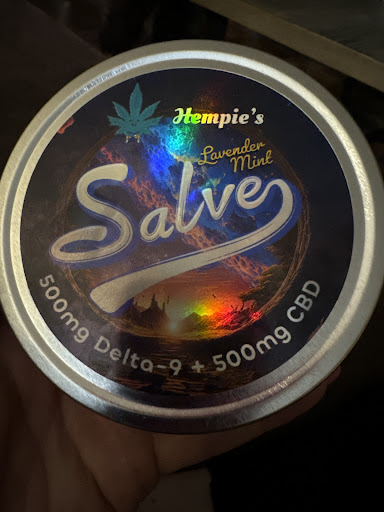 Hempie's
Lavender
Mint
Salve
500mg Delta-9 + 500mg CBD